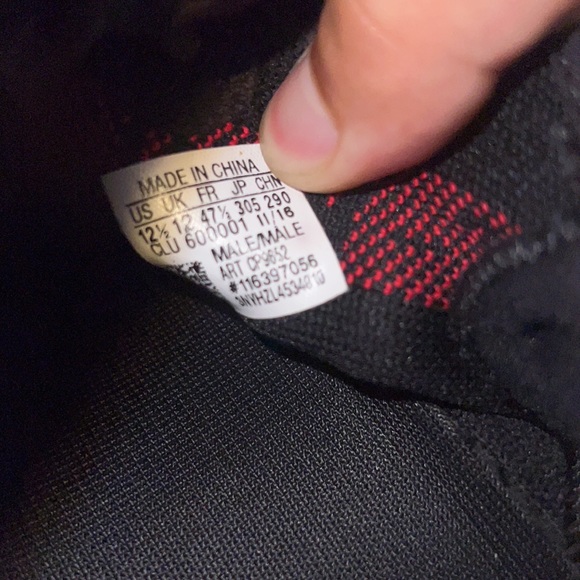 MADE IN CHINA
US UK FR JP CHN
12½ 12 47⅓ 305 290
CLU 600001 11/16
MALE/MALE
ART CP9652
#116397056